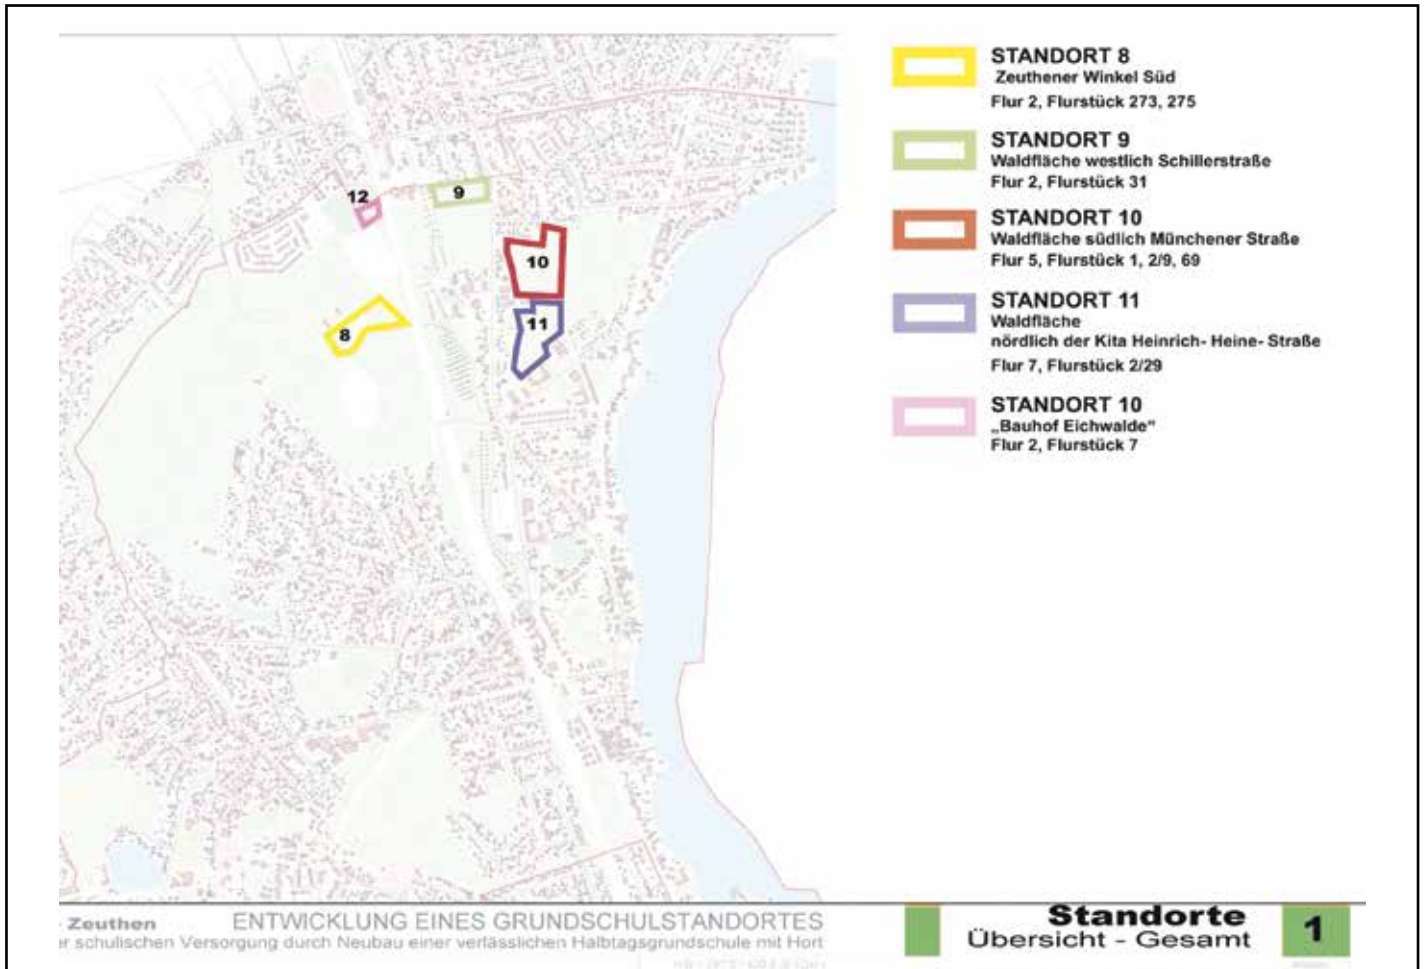 12
9
10
11
8
STANDORT 8
Zeuthener Winkel Süd
Flur 2, Flurstück 273, 275
STANDORT 9
Waldfläche westlich Schillerstraße
Flur 2, Flurstück 31
STANDORT 10
Waldfläche südlich Münchener Straße
Flur 5, Flurstück 1, 2/9, 69
STANDORT 11
Waldfläche
nördlich der Kita Heinrich- Heine- Straße
Flur 7, Flurstück 2/29
STANDORT 10
„Bauhof Eichwalde"
Flur 2, Flurstück 7
Zeuthen ENTWICKLUNG EINES GRUNDSCHULSTANDORTES
schulischen Versorgung durch Neubau einer verlässlichen Halbtagsgrundschule mit Hort
Standorte
Übersicht - Gesamt
1